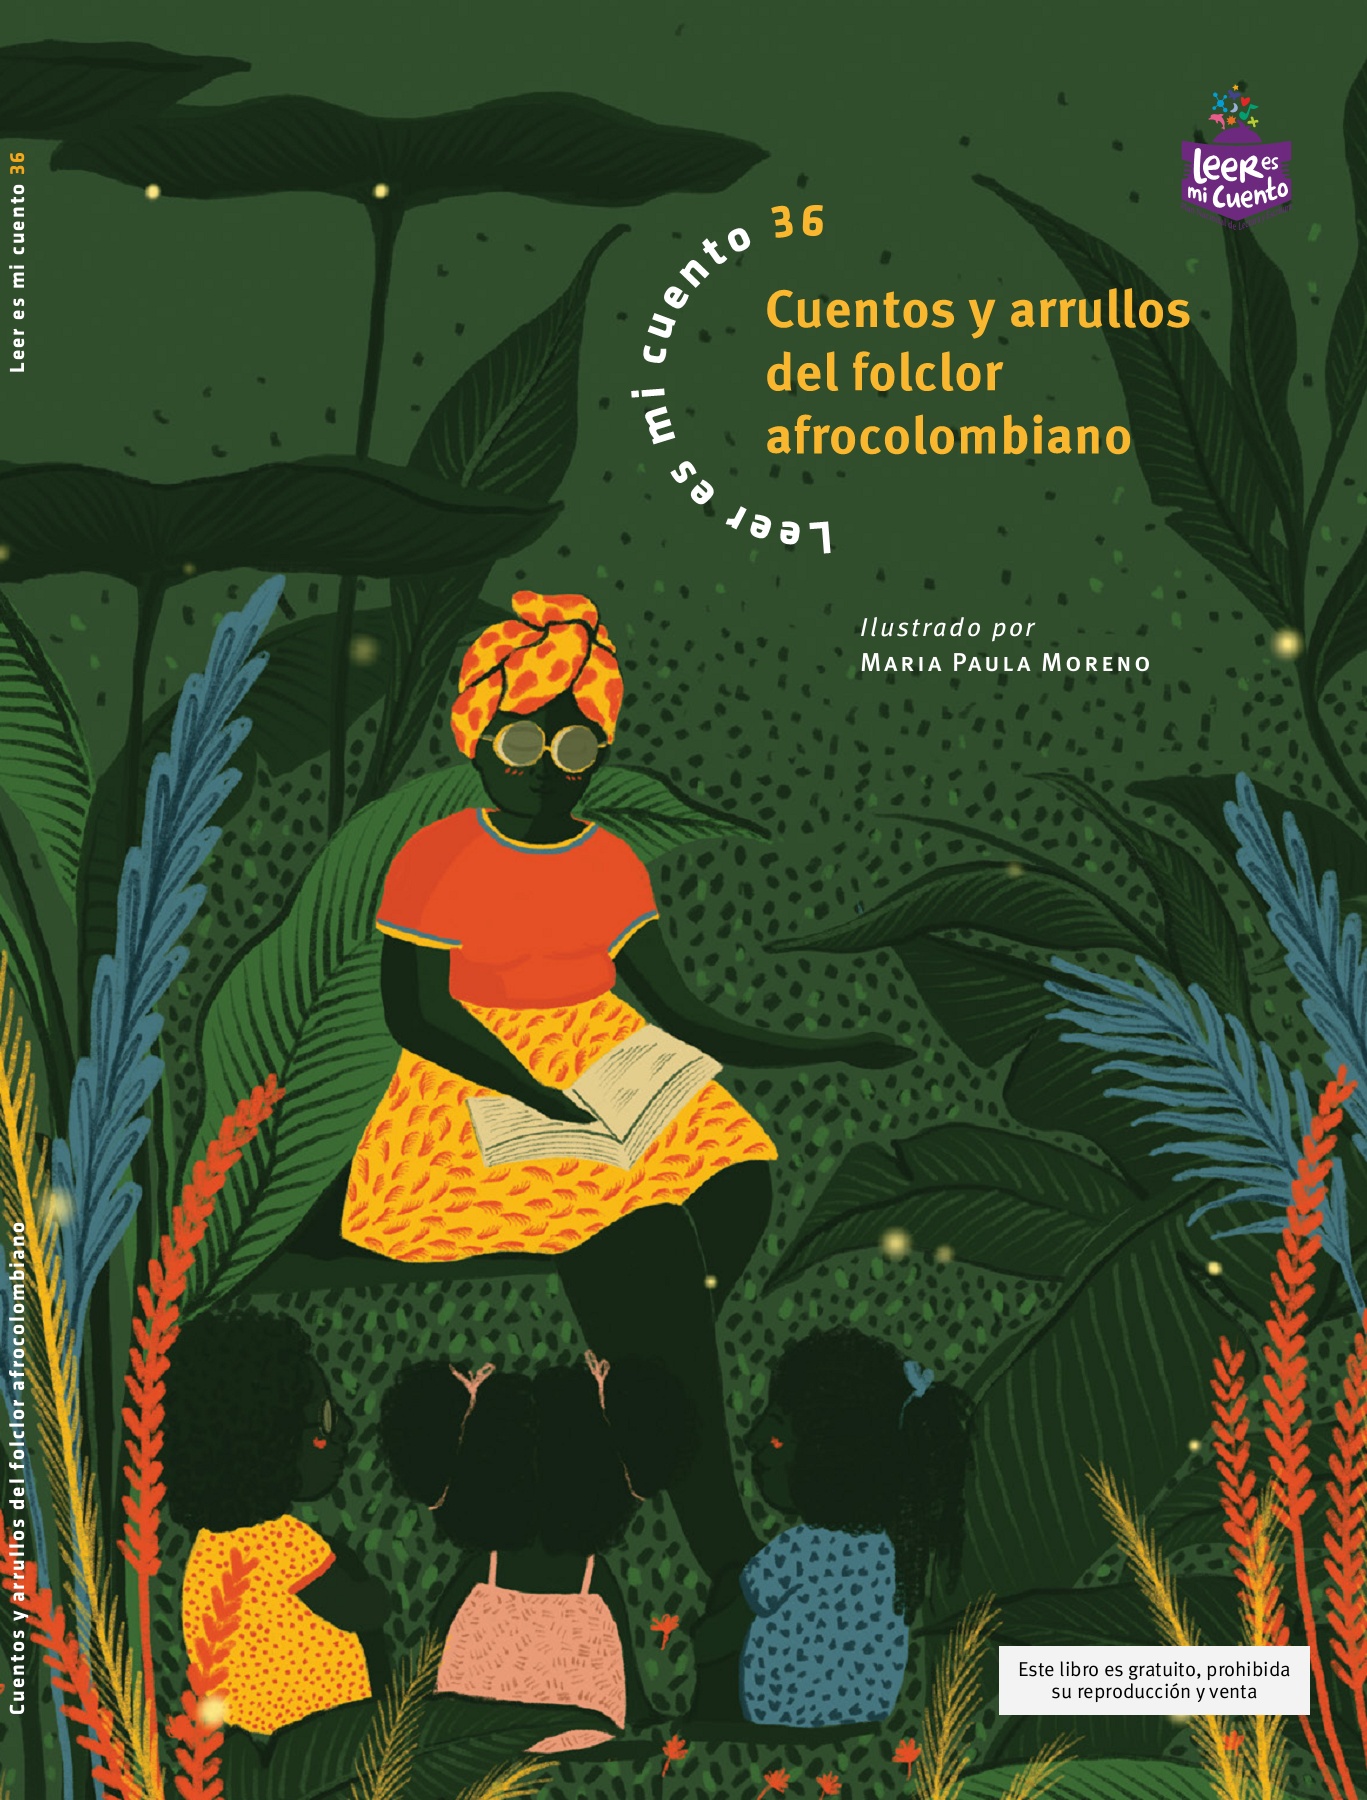 Leer es mi cuento 36
Cuentos y arrullos del folclor afrocolombiano
Leer es
mi Cuento
Leer es mi cuento 36
Cuentos y arrullos
del folclor
afrocolombiano
Ilustrado por
MARIA PAULA MORENO
Este libro es gratuito, prohibida
su reproducción y venta